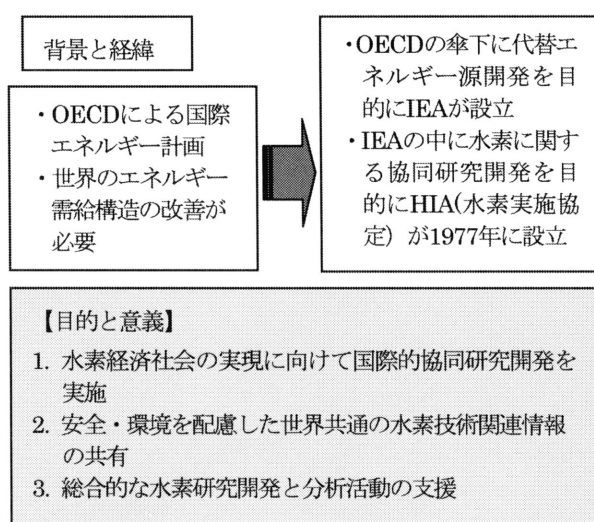 背景と経緯
・OECDによる国際
エネルギー計画
・世界のエネルギー
需給構造の改善が
必要
・OECDの傘下に代替エ
ネルギー源開発を目
的にIEAが設立
・IEAの中に水素に関す
る協同研究開発を目
的にHIA(水素実施協
定）が1977年に設立
【目的と意義】
1. 水素経済社会の実現に向けて国際的協同研究開発を
実施
2. 安全・環境を配慮した世界共通の水素技術関連情報
の共有
3. 総合的な水素研究開発と分析活動の支援